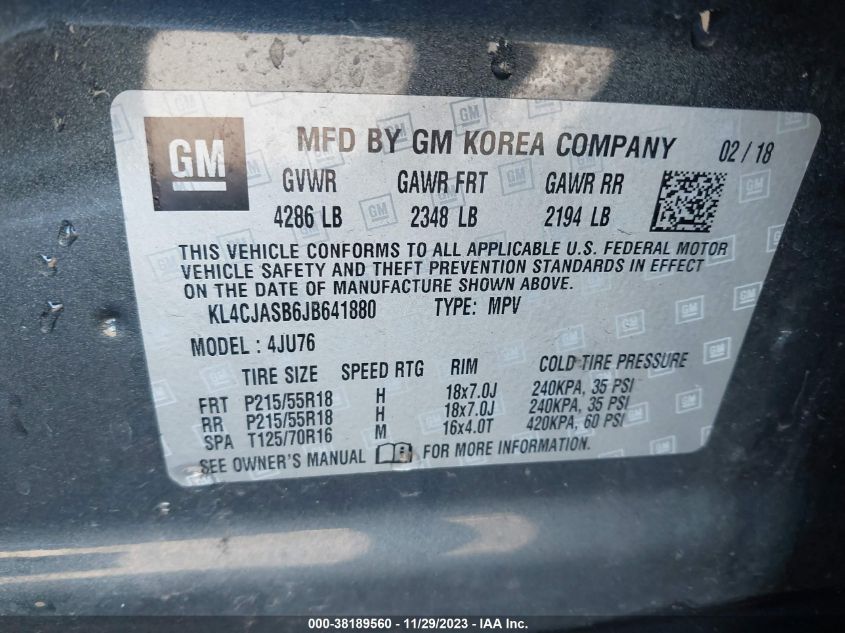 GM
MFD BY GM KOREA COMPANY 02 / 18
GVWR GAWR FRT GAWR RR
4286 LB 2348 LB 2194 LB
THIS VEHICLE CONFORMS TO ALL APPLICABLE U.S. FEDERAL MOTOR
VEHICLE SAFETY AND THEFT PREVENTION STANDARDS IN EFFECT
ON THE DATE OF MANUFACTURE SHOWN ABOVE.
KL4CJASB6JB641880 TYPE: MPV
MODEL : 4JU76
TIRE SIZE SPEED RTG RIM COLD TIRE PRESSURE
FRT P215/55R18 H 18x7.0J 240KPA, 35 PSI
RR P215/55R18 H 18x7.0J 240KPA, 35 PSI
SPA T125/70R16 M 16x4.0T 420KPA, 60 PSI
SEE OWNER'S MANUAL FOR MORE INFORMATION.
000-38189560 - 11/29/2023 - IAA Inc.